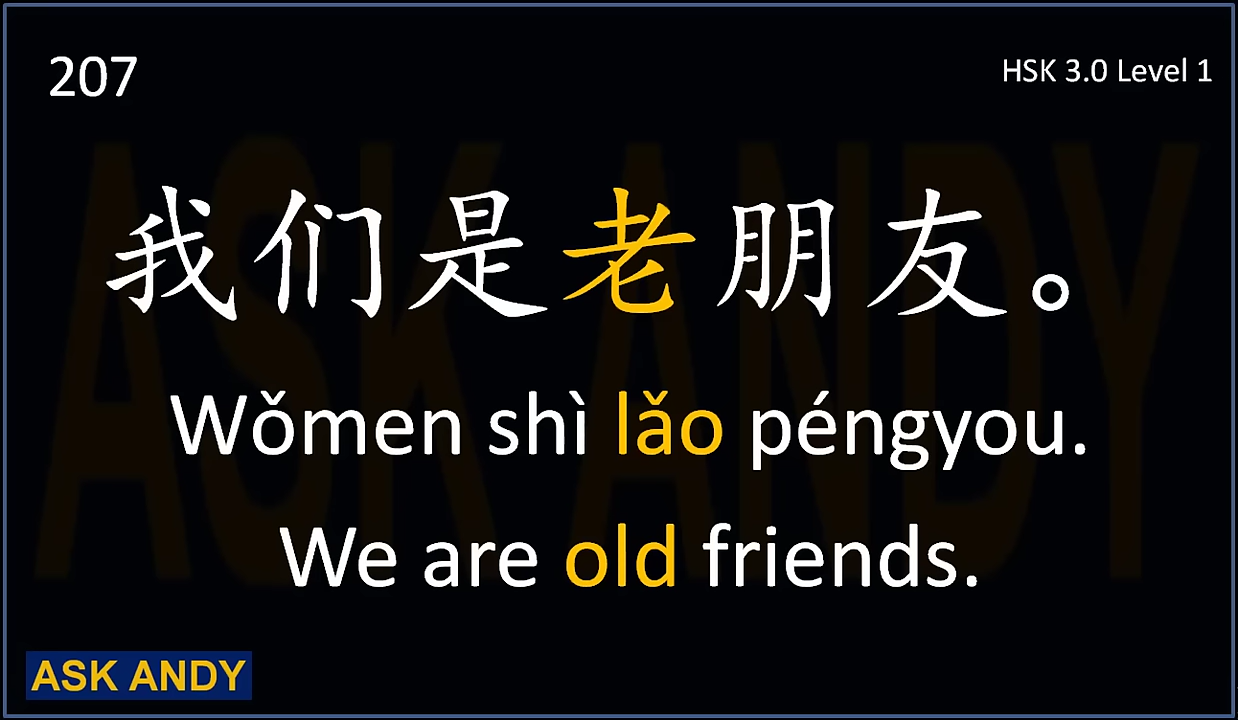 207
HSK 3.0 Level 1
我们是老朋友。
Wǒmen shì lǎo péngyou.
We are old friends.
ASK ANDY
ASK ANDY